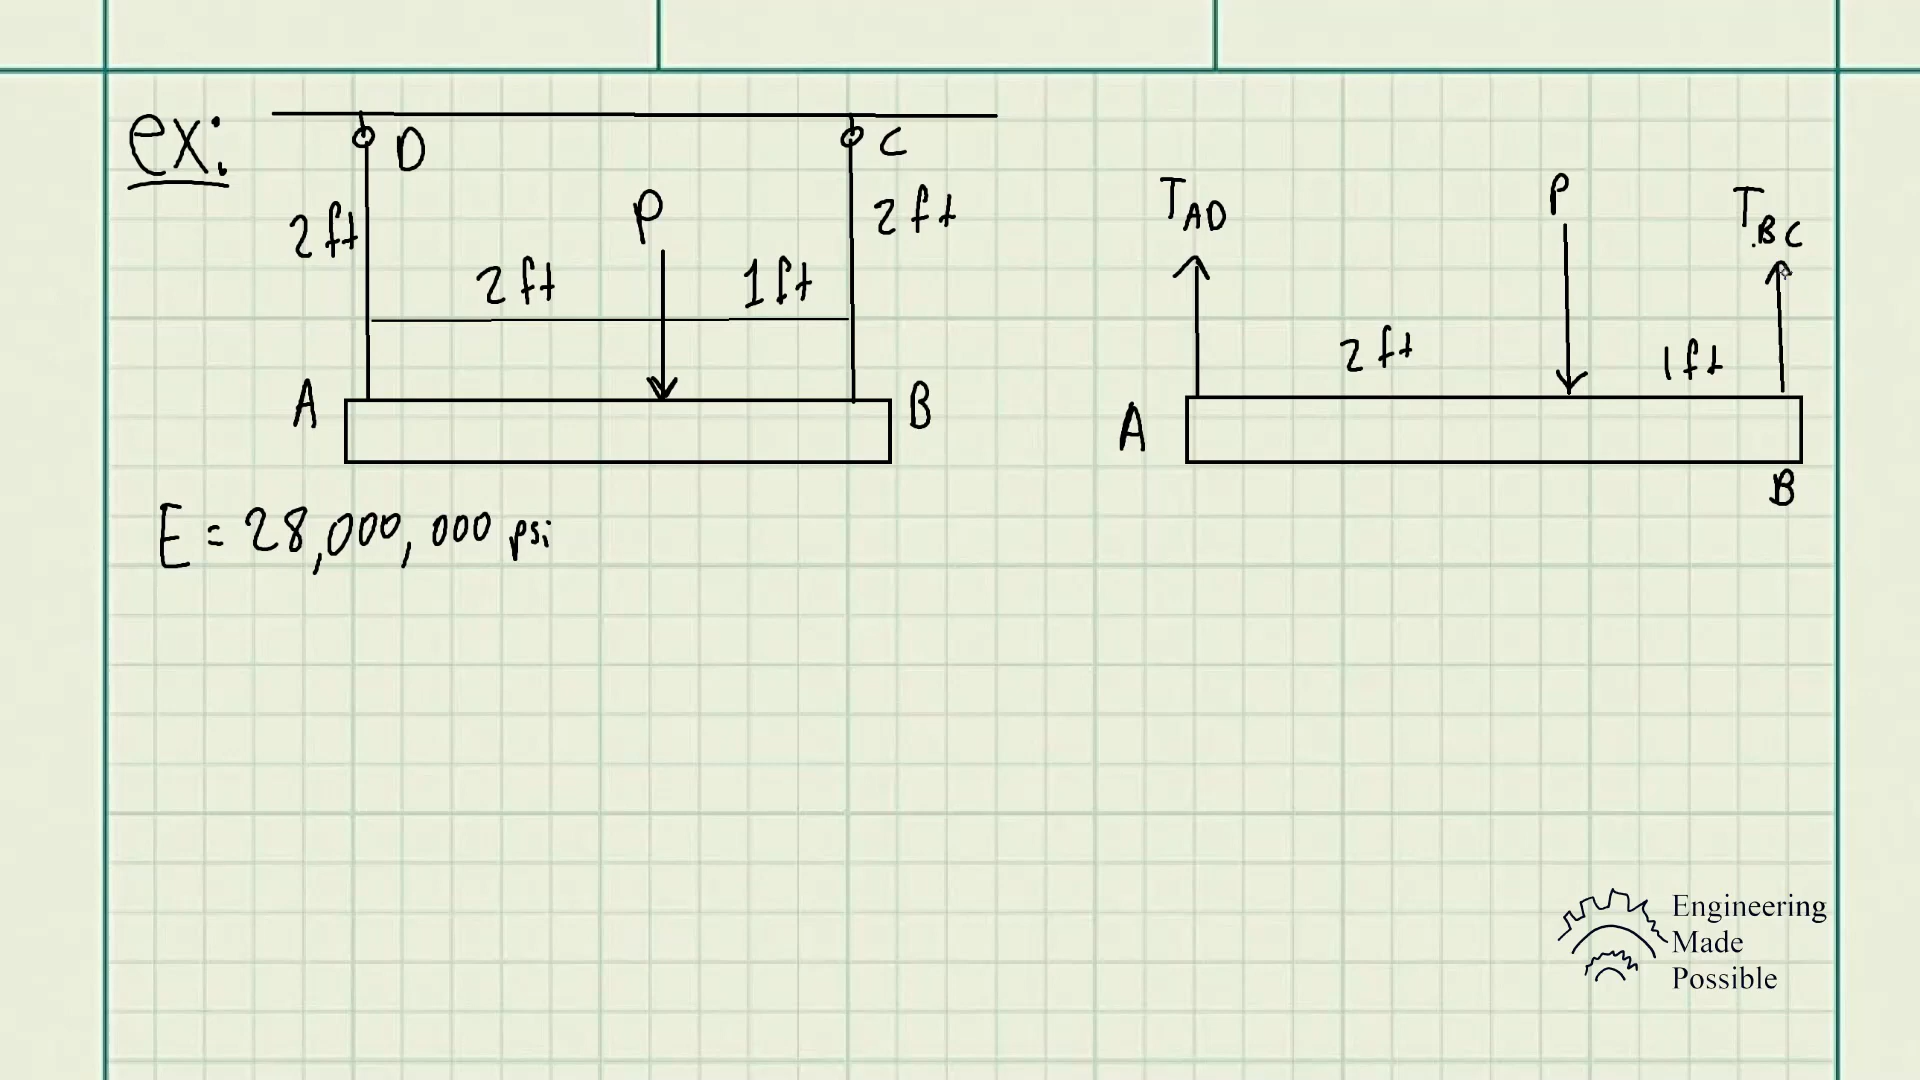 ex:
D
C
2 ft
P
2 ft
2 ft
1 ft
A
B
E = 28,000,000 psi
T_AD
P
T_BC
2 ft
1 ft
A
B
Engineering
Made
Possible